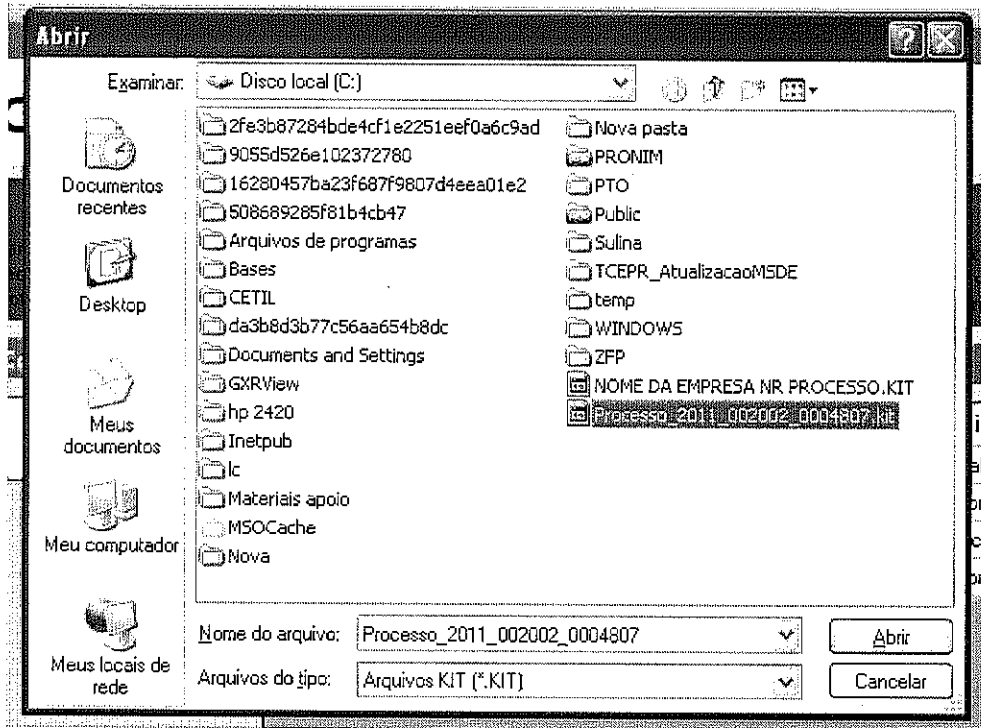 Abrir
Examinar:
Disco local (C:)
Documentos
recentes
Desktop
Meus
documentos
Meu computador
Meus locais de
rede
2fe3b87284bde4cf1e2251eef0a6c9ad
9055d526e102372780
16280457ba23f687f9807d4eea01e2
508689285f81b4cb47
Arquivos de programas
Bases
CETIL
da3b8d3b77c56aa654b8dc
Documents and Settings
GXRView
hp 2420
Inetpub
lc
Materiais apoio
MSOCache
Nova
Nova pasta
PRONIM
PTO
Public
Sulina
TCEPR_AtualizacaoMSDE
temp
WINDOWS
ZFP
NOME DA EMPRESA NR PROCESSO.KIT
Processo_2011_002002_0004807.kit
Nome do arquivo:
Processo_2011_002002_0004807
Abrir
Arquivos do tipo:
Arquivos KIT (*.KIT)
Cancelar